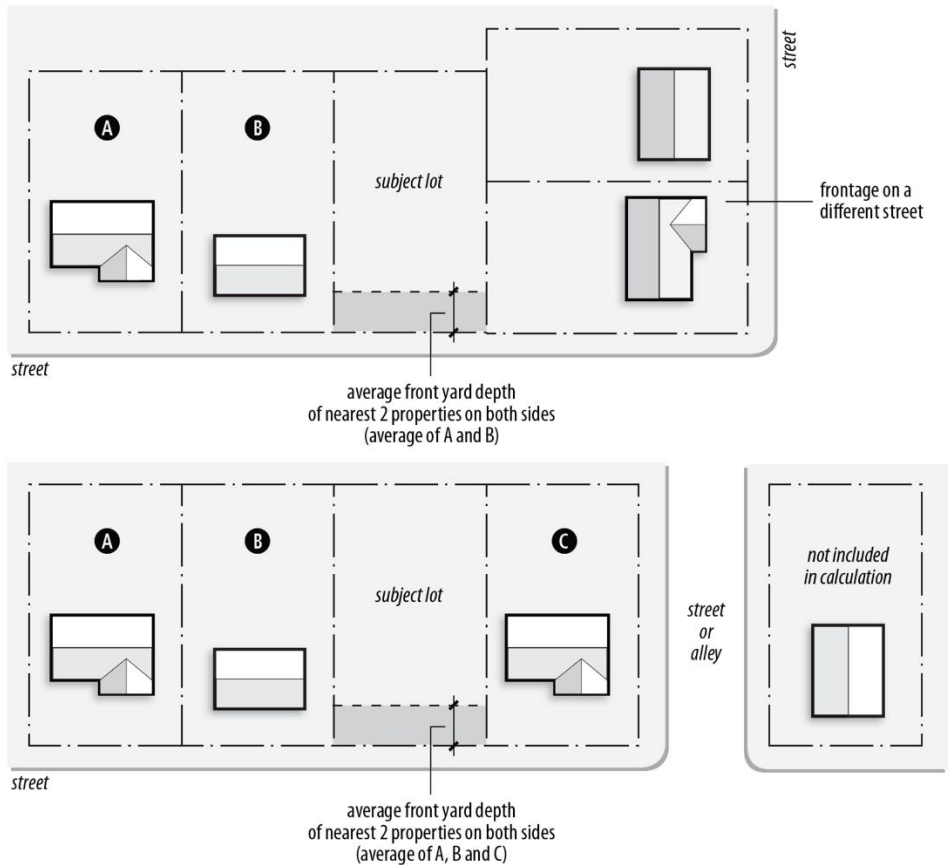 street
A
B
subject lot
frontage on a
different street
street
average front yard depth
of nearest 2 properties on both sides
(average of A and B)
A
B
subject lot
C
street
or
alley
not included
in calculation
street
average front yard depth
of nearest 2 properties on both sides
(average of A, B and C)